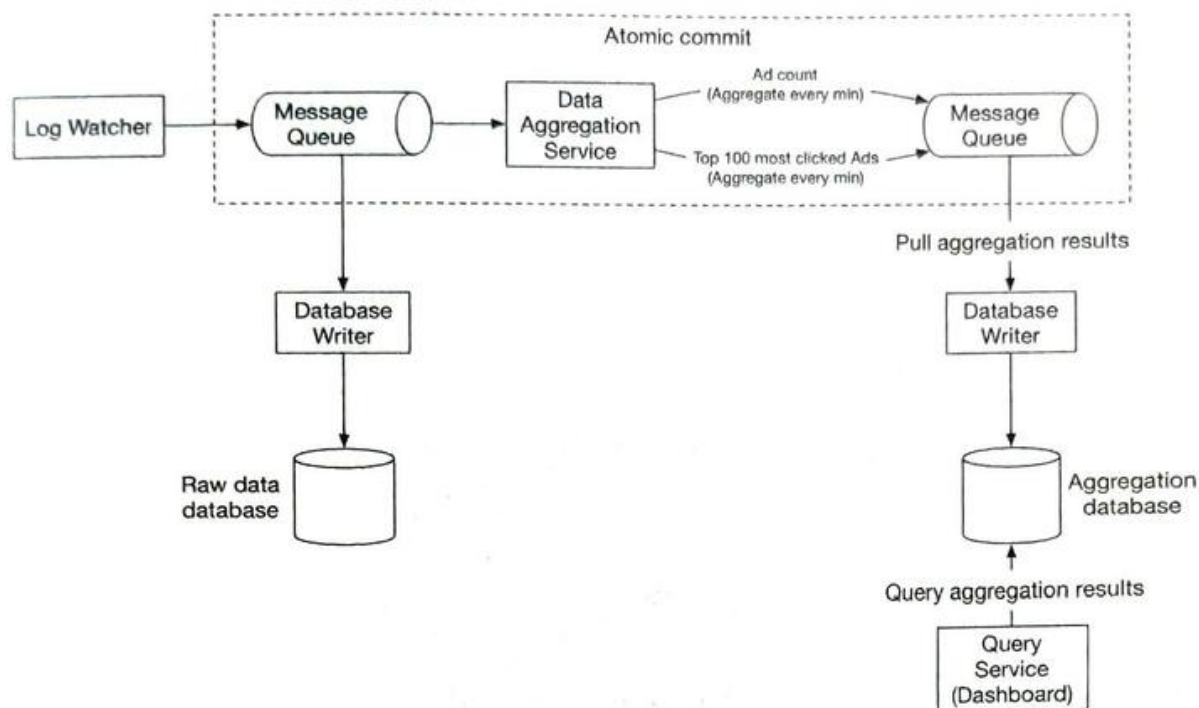 Atomic commit
Log Watcher
Message
Queue
Data
Aggregation
Service
Ad count
(Aggregate every min)
Top 100 most clicked Ads
(Aggregate every min)
Message
Queue
Pull aggregation results
Database
Writer
Database
Writer
Raw data
database
Aggregation
database
Query aggregation results
Query
Service
(Dashboard)